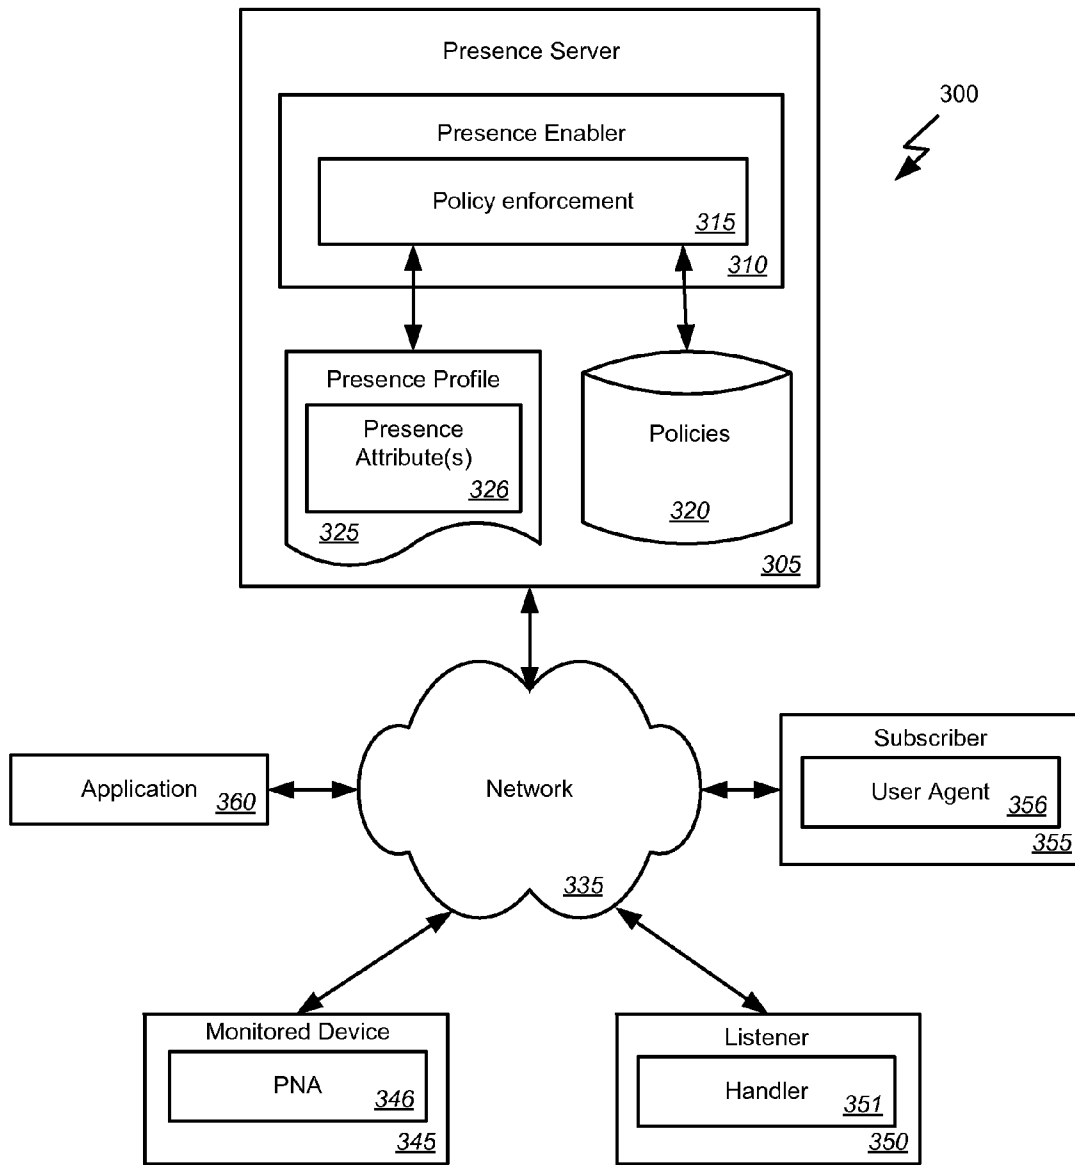 Presence Server
300
Presence Enabler
Policy enforcement
315
310
Presence Profile
Presence
Attribute(s)
326
325
Policies
320
305
Application
360
Network
335
Subscriber
User Agent
356
355
Monitored Device
PNA
346
345
Listener
Handler
351
350